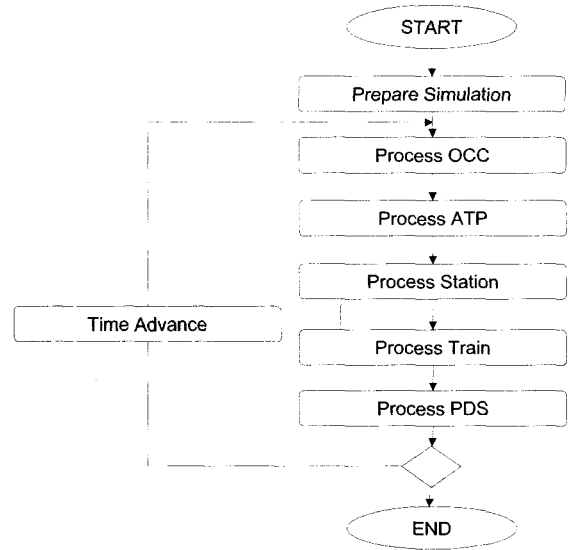 START
Prepare Simulation
Process OCC
Process ATP
Process Station
Time Advance
Process Train
Process PDS
END